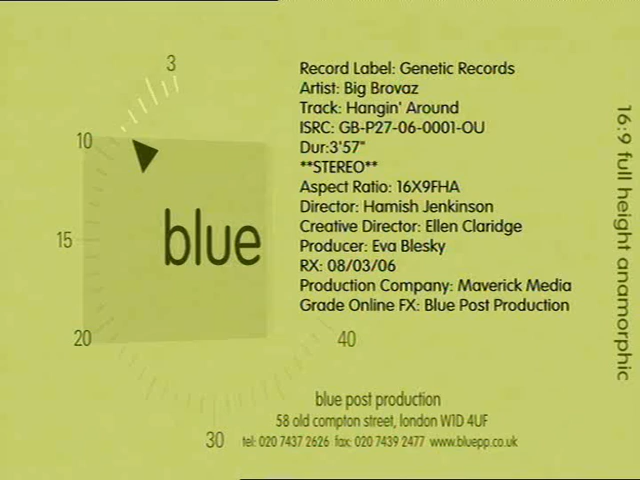 3
10
15
20
30
40
blue
Record Label: Genetic Records
Artist: Big Brovaz
Track: Hangin' Around
ISRC: GB-P27-06-0001-OU
Dur:3'57"
**STEREO**
Aspect Ratio: 16X9FHA
Director: Hamish Jenkinson
Creative Director: Ellen Claridge
Producer: Eva Blesky
RX: 08/03/06
Production Company: Maverick Media
Grade Online FX: Blue Post Production
16:9 full height anamorphic
blue post production
58 old compton street, london W1D 4UF
tel: 020 7437 2626 fax: 020 7439 2477 www.bluepp.co.uk